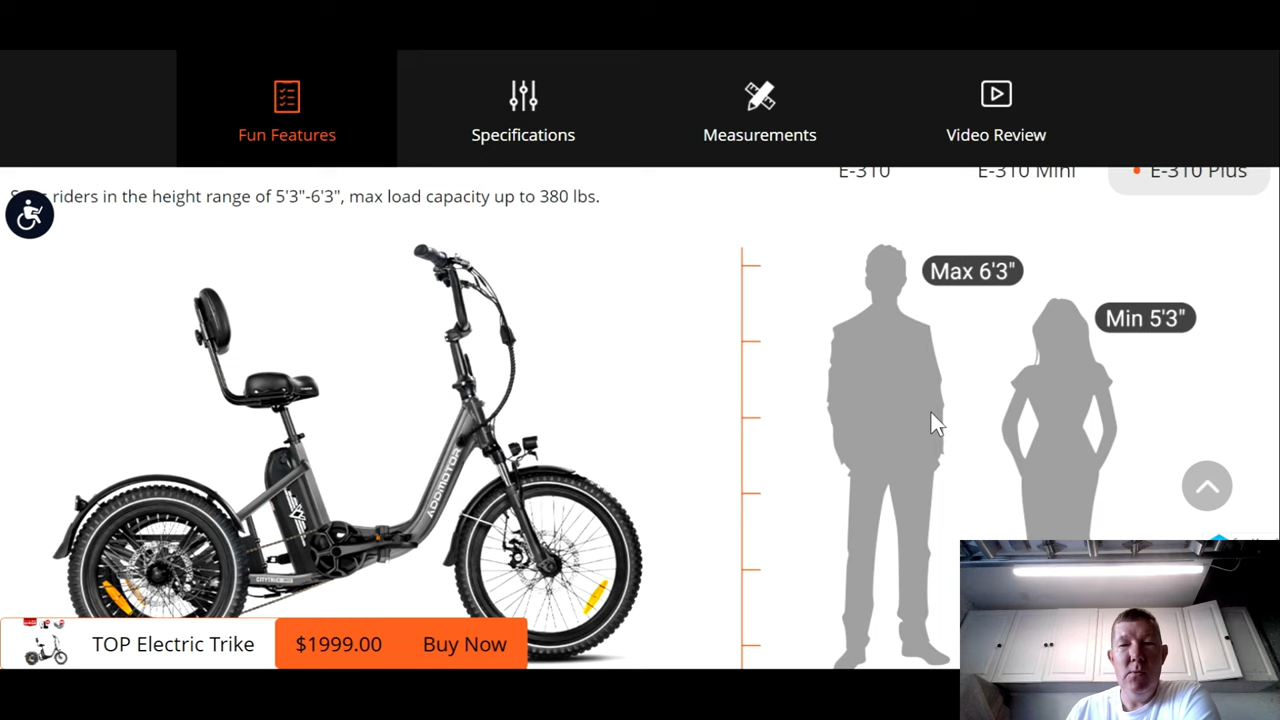 Fun Features
Specifications
Measurements
Video Review
E-310
E-310 Mini
E-310 Plus
riders in the height range of 5'3"-6'3", max load capacity up to 380 lbs.
Max 6'3"
Min 5'3"
ADDMOTOR
TOP Electric Trike
$1999.00
Buy Now